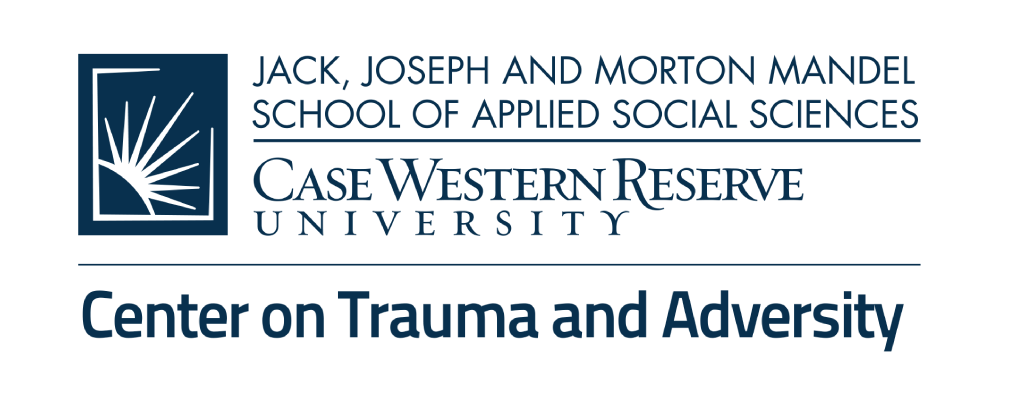 JACK, JOSEPH AND MORTON MANDEL
SCHOOL OF APPLIED SOCIAL SCIENCES
CASE WESTERN RESERVE
UNIVERSITY
Center on Trauma and Adversity